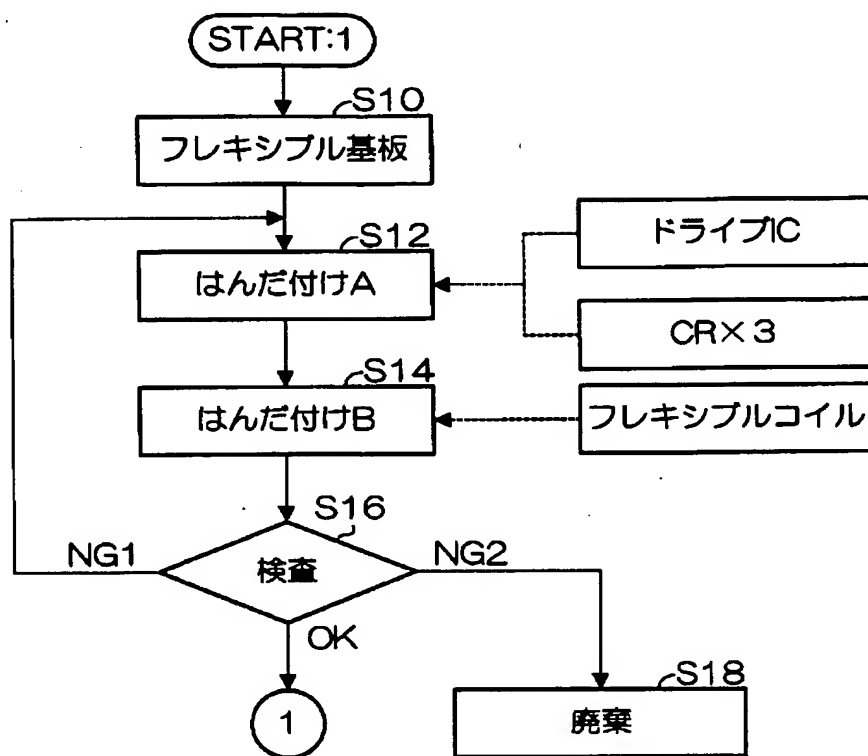 START:1
S10
フレキシブル基板
S12
はんだ付けA
ドライブIC
CR×3
S14
はんだ付けB
フレキシブルコイル
S16
検査
NG1
NG2
OK
1
S18
廃棄